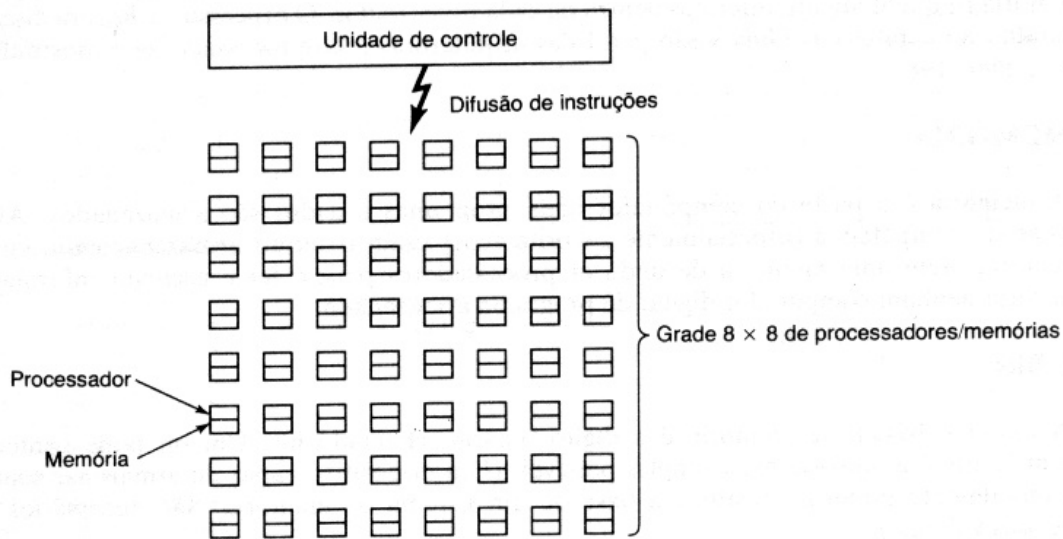 Unidade de controle
Difusão de instruções
Grade 8 × 8 de processadores/memórias
Processador
Memória